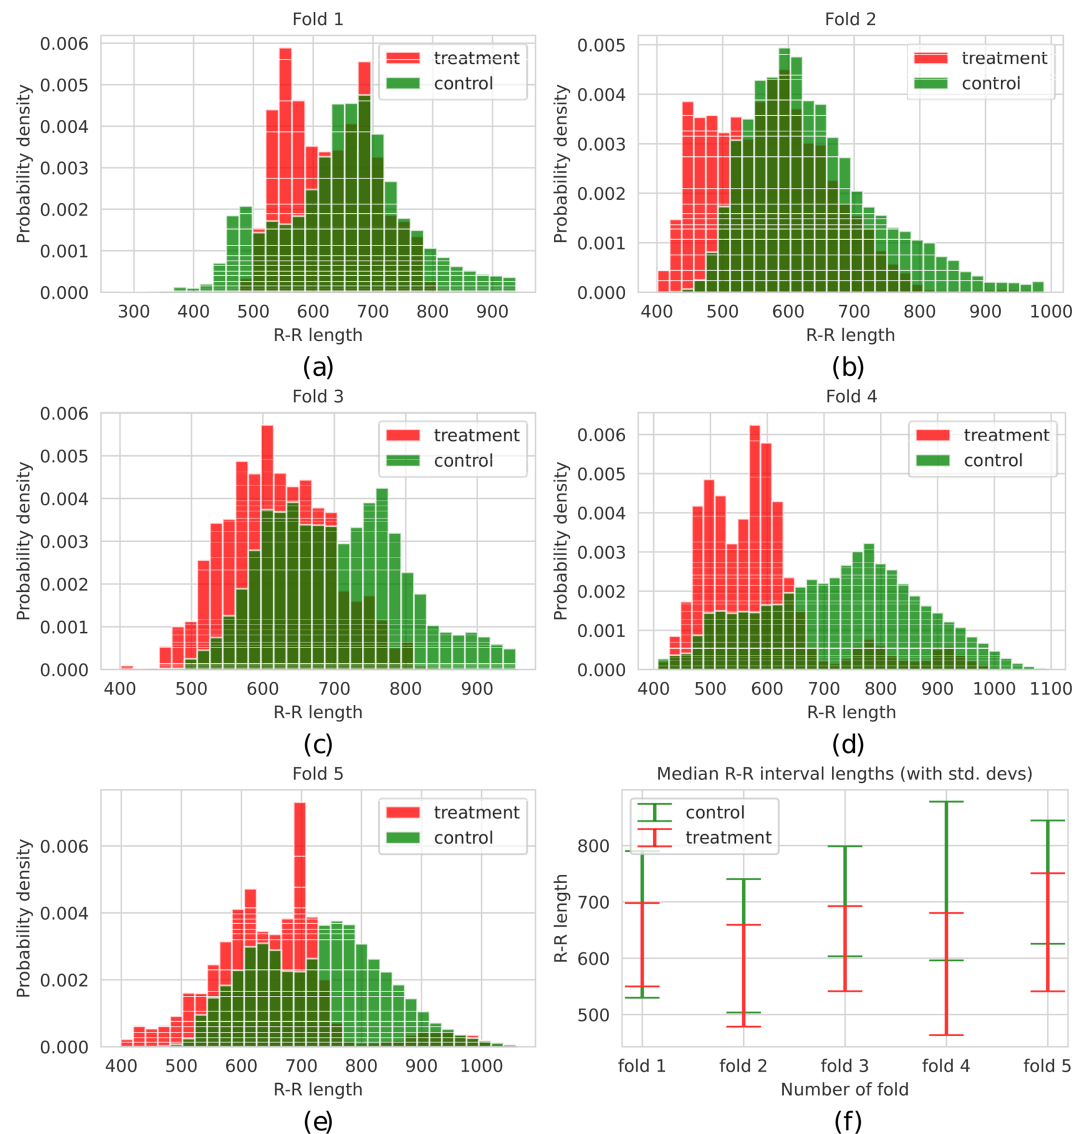 Fold 1
Probability density
0.006
0.005
0.004
0.003
0.002
0.001
0.000
treatment
control
300 400 500 600 700 800 900
R-R length
(a)
Fold 2
Probability density
0.005
0.004
0.003
0.002
0.001
0.000
treatment
control
400 500 600 700 800 900 1000
R-R length
(b)
Fold 3
Probability density
0.006
0.005
0.004
0.003
0.002
0.001
0.000
treatment
control
400 500 600 700 800 900
R-R length
(c)
Fold 4
Probability density
0.006
0.005
0.004
0.003
0.002
0.001
0.000
treatment
control
400 500 600 700 800 900 1000 1100
R-R length
(d)
Fold 5
Probability density
0.006
0.004
0.002
0.000
treatment
control
400 500 600 700 800 900 1000
R-R length
(e)
Median R-R interval lengths (with std. devs)
R-R length
800
700
600
500
control
treatment
fold 1 fold 2 fold 3 fold 4 fold 5
Number of fold
(f)